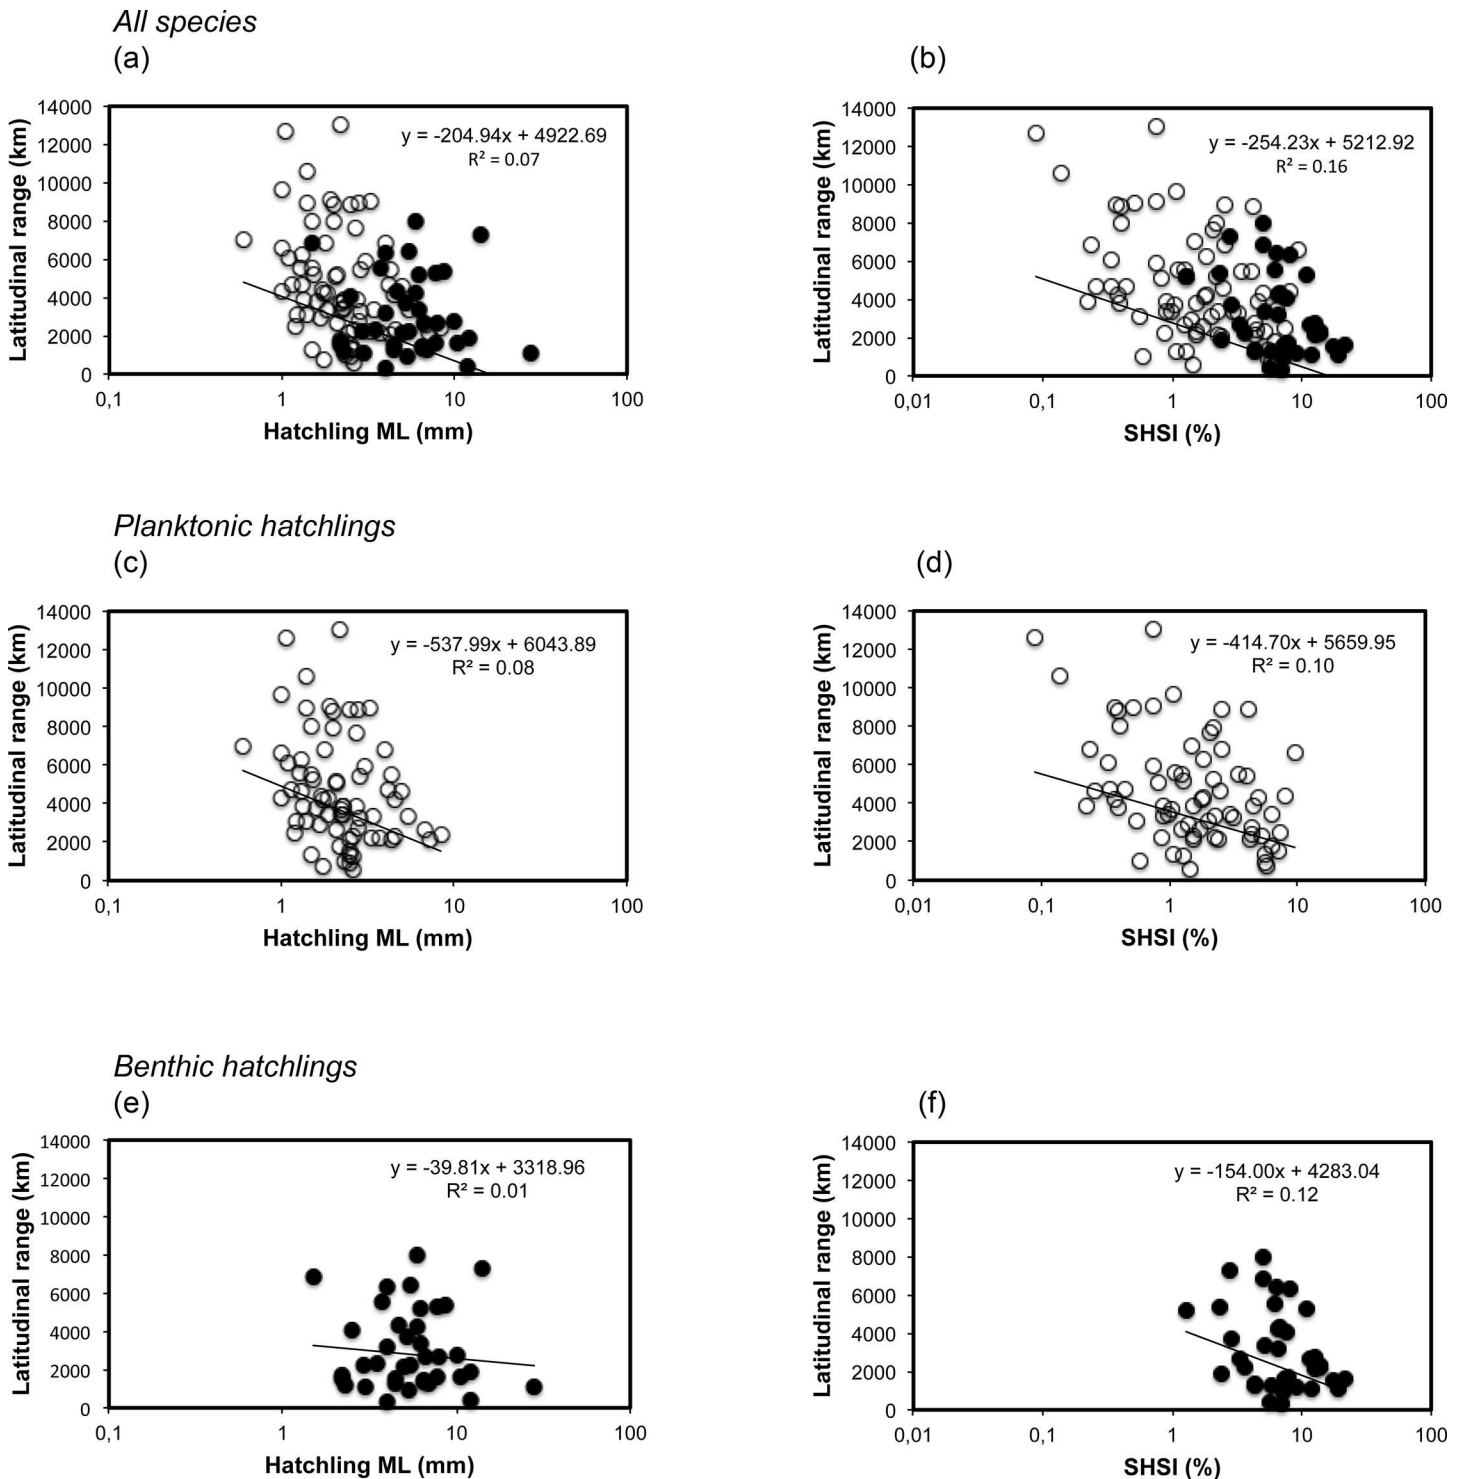 All species
(a)
14000
12000
10000
8000
6000
4000
2000
0
Latitudinal range (km)
y = -204.94x + 4922.69
R² = 0.07
0,1 1 10 100
Hatchling ML (mm)
(b)
14000
12000
10000
8000
6000
4000
2000
0
Latitudinal range (km)
y = -254.23x + 5212.92
R² = 0.16
0,01 0,1 1 10 100
SHSI (%)
Planktonic hatchlings
(c)
14000
12000
10000
8000
6000
4000
2000
0
Latitudinal range (km)
y = -537.99x + 6043.89
R² = 0.08
0,1 1 10 100
Hatchling ML (mm)
(d)
14000
12000
10000
8000
6000
4000
2000
0
Latitudinal range (km)
y = -414.70x + 5659.95
R² = 0.10
0,01 0,1 1 10 100
SHSI (%)
Benthic hatchlings
(e)
14000
12000
10000
8000
6000
4000
2000
0
Latitudinal range (km)
y = -39.81x + 3318.96
R² = 0.01
0,1 1 10 100
Hatchling ML (mm)
(f)
14000
12000
10000
8000
6000
4000
2000
0
Latitudinal range (km)
y = -154.00x + 4283.04
R² = 0.12
0,01 0,1 1 10 100
SHSI (%)